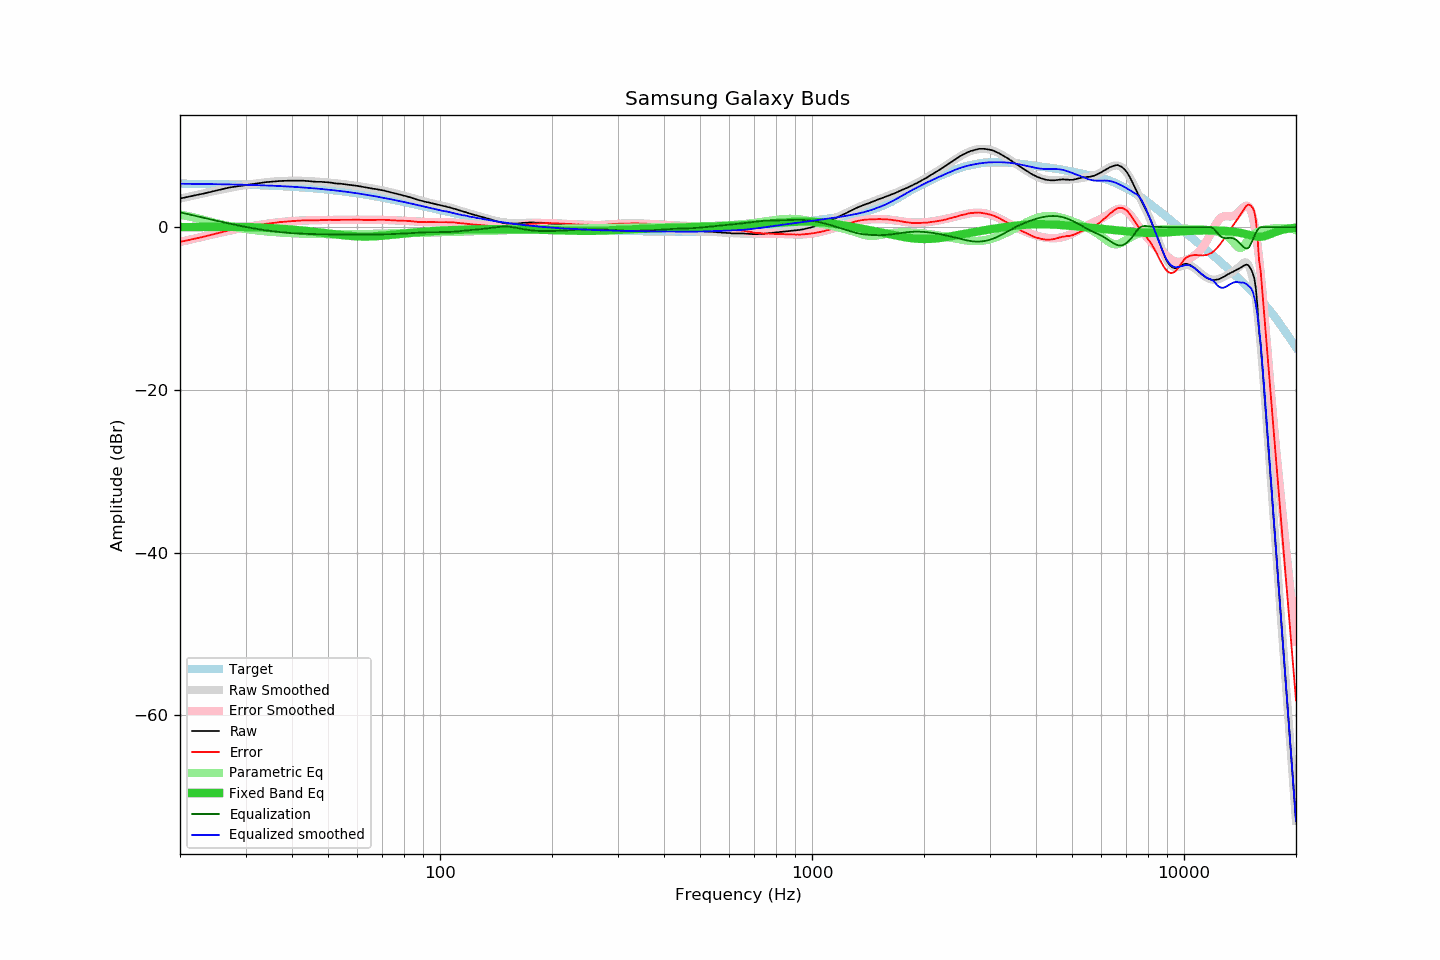 Samsung Galaxy Buds
Amplitude (dBr)
0
−20
−40
−60
Target
Raw Smoothed
Error Smoothed
Raw
Error
Parametric Eq
Fixed Band Eq
Equalization
Equalized smoothed
100
1000
10000
Frequency (Hz)